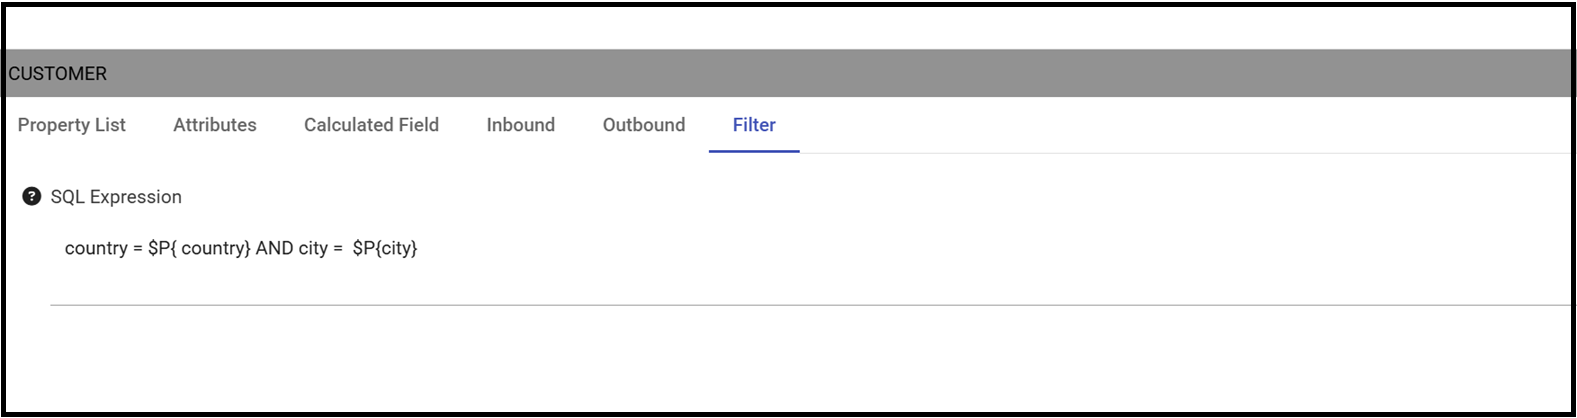 CUSTOMER
Property List Attributes Calculated Field Inbound Outbound Filter
? SQL Expression
country = $P{ country} AND city =  $P{city}